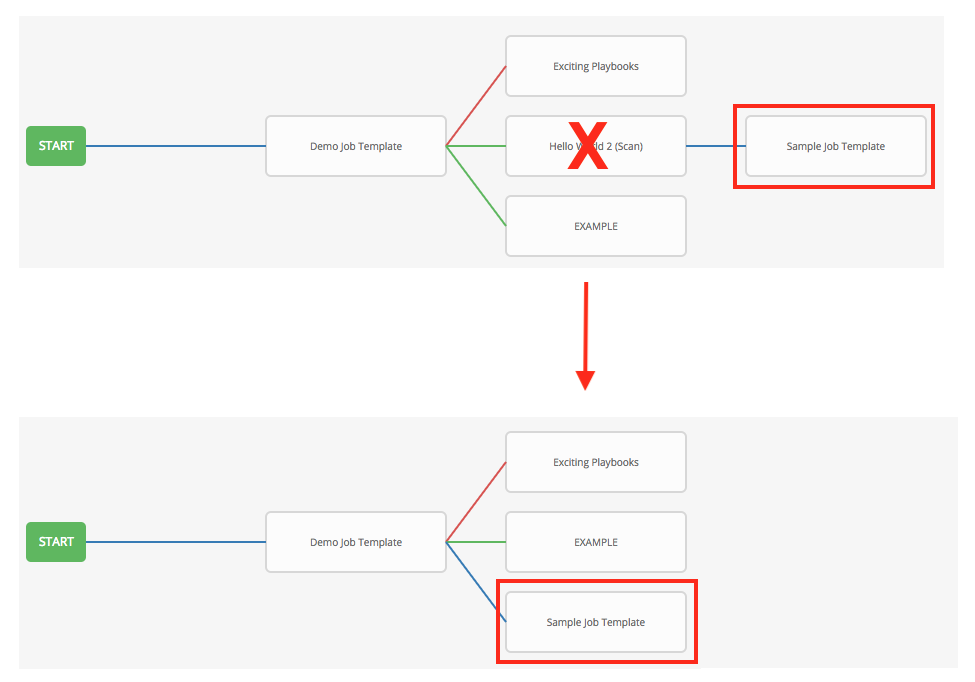 Exciting Playbooks
START
Demo Job Template
Hello World 2 (Scan)
X
Sample Job Template
EXAMPLE
Exciting Playbooks
START
Demo Job Template
EXAMPLE
Sample Job Template